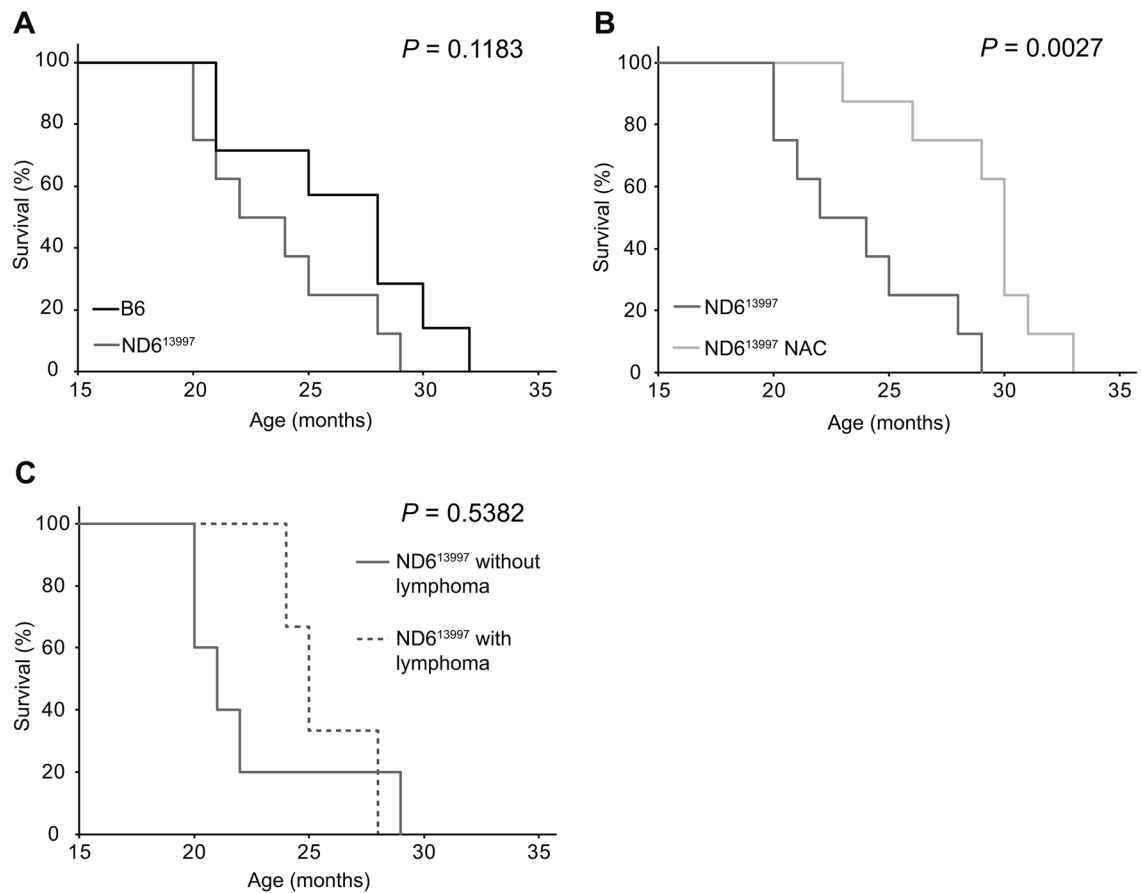 A
P = 0.1183
100
80
60
40
20
0
Survival (%)
B6
ND6¹³⁹⁹⁷
15 20 25 30 35
Age (months)
B
P = 0.0027
100
80
60
40
20
0
Survival (%)
ND6¹³⁹⁹⁷
ND6¹³⁹⁹⁷ NAC
15 20 25 30 35
Age (months)
C
P = 0.5382
100
80
60
40
20
0
Survival (%)
ND6¹³⁹⁹⁷ without
lymphoma
ND6¹³⁹⁹⁷ with
lymphoma
15 20 25 30 35
Age (months)